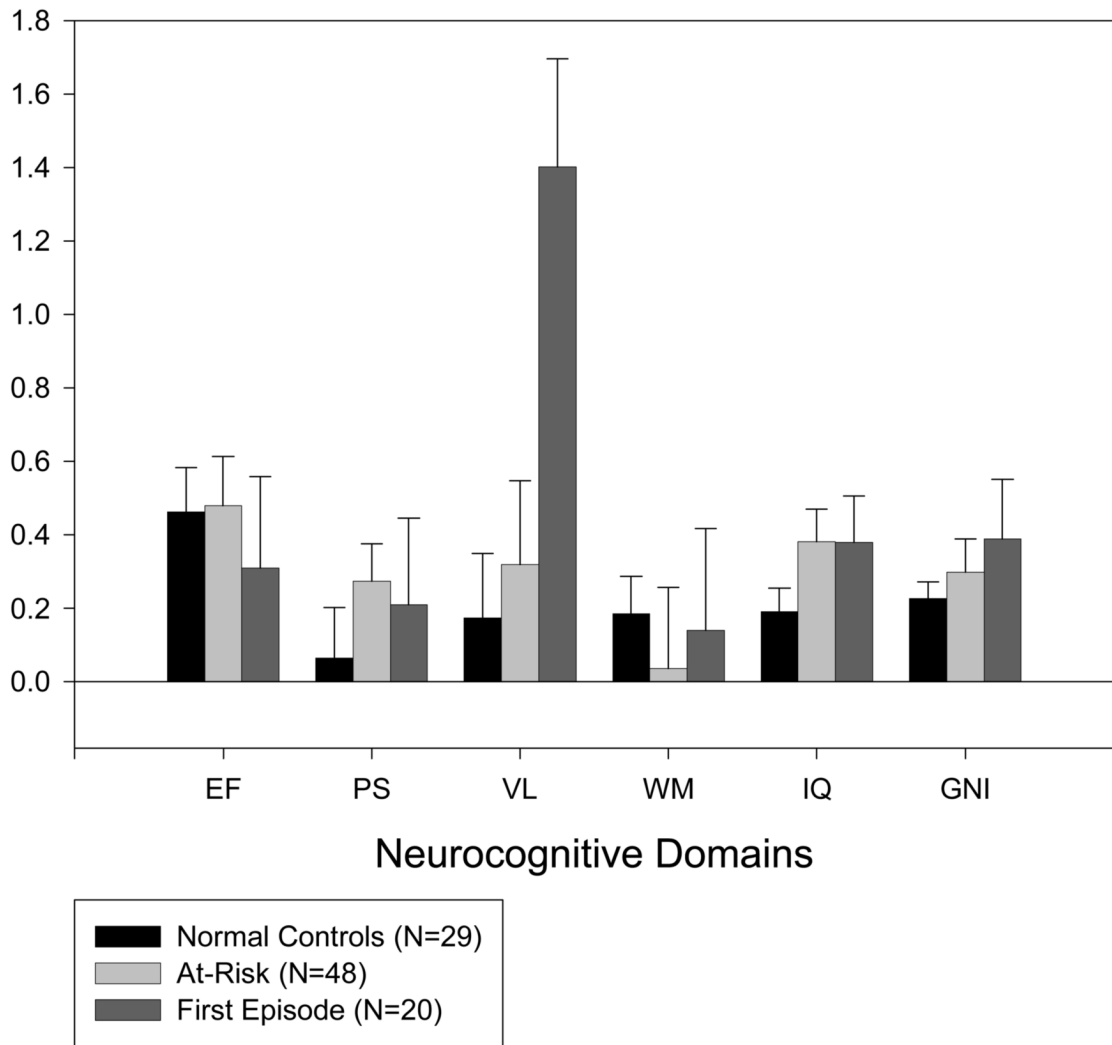 1.8
1.6
1.4
1.2
1.0
0.8
0.6
0.4
0.2
0.0
EF PS VL WM IQ GNI
Neurocognitive Domains
Normal Controls (N=29)
At-Risk (N=48)
First Episode (N=20)